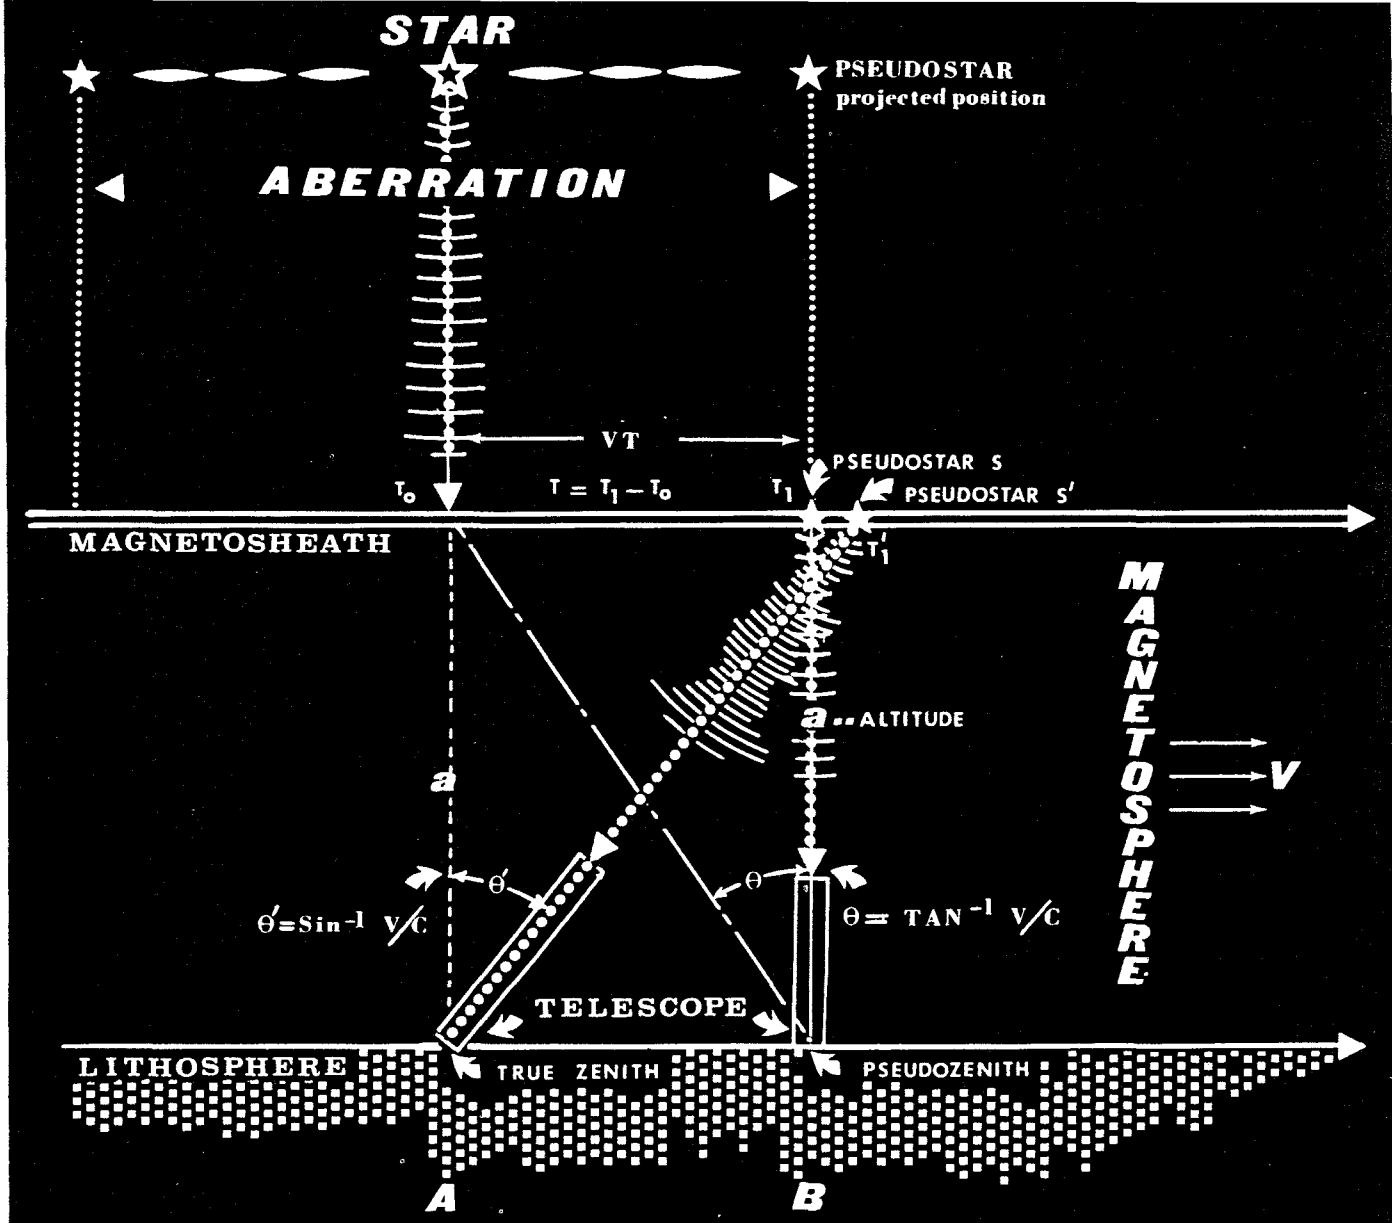 STAR
PSEUDOSTAR
projected position
ABERRATION
VT
PSEUDOSTAR S
T₀
T = T₁ – T₀
T₁
PSEUDOSTAR S'
MAGNETOSHEATH
T₁'
MAGNETOSPHERE
a
a -- ALTITUDE
V
θ'
θ
θ'=Sin⁻¹ V/C
θ= TAN⁻¹ V/C
TELESCOPE
LITHOSPHERE
TRUE ZENITH
PSEUDOZENITH
A
B